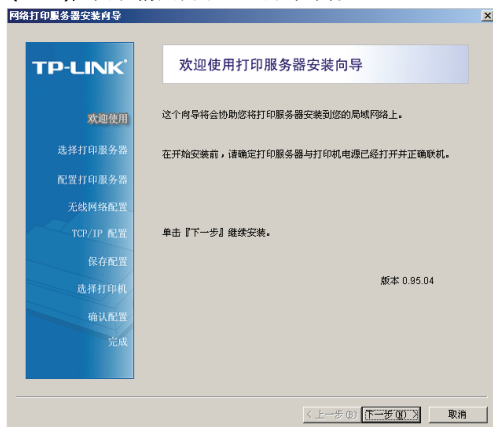 网络打印服务器安装向导
TP-LINK
欢迎使用打印服务器安装向导
欢迎使用
选择打印服务器
配置打印服务器
无线网络配置
TCP/IP 配置
保存配置
选择打印机
确认配置
完成
这个向导将会协助您将打印服务器安装到您的局域网络上。
在开始安装前，请确定打印服务器与打印机电源已经打开并正确联机。
单击『下一步』继续安装。
版本 0.95.04
< 上一步(B)
下一步(N) >
取消